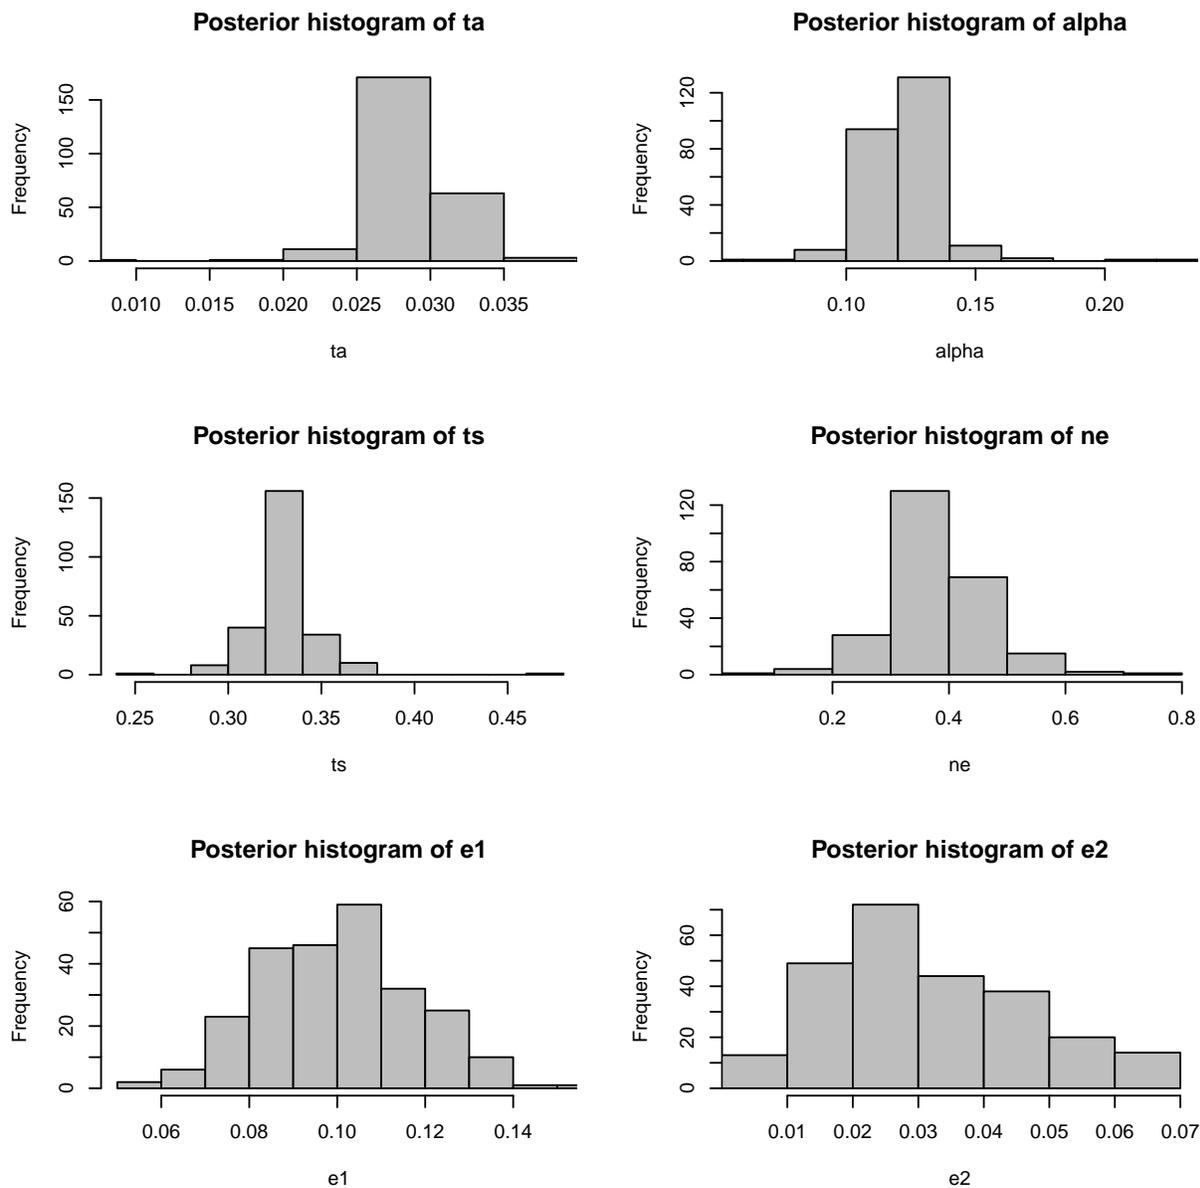 Posterior histogram of ta
Frequency
0 50 100 150
0.010 0.015 0.020 0.025 0.030 0.035
ta
Posterior histogram of alpha
Frequency
0 40 80 120
0.10 0.15 0.20
alpha
Posterior histogram of ts
Frequency
0 50 100 150
0.25 0.30 0.35 0.40 0.45
ts
Posterior histogram of ne
Frequency
0 40 80 120
0.2 0.4 0.6 0.8
ne
Posterior histogram of e1
Frequency
0 20 40 60
0.06 0.08 0.10 0.12 0.14
e1
Posterior histogram of e2
Frequency
0 20 40 60
0.01 0.02 0.03 0.04 0.05 0.06 0.07
e2